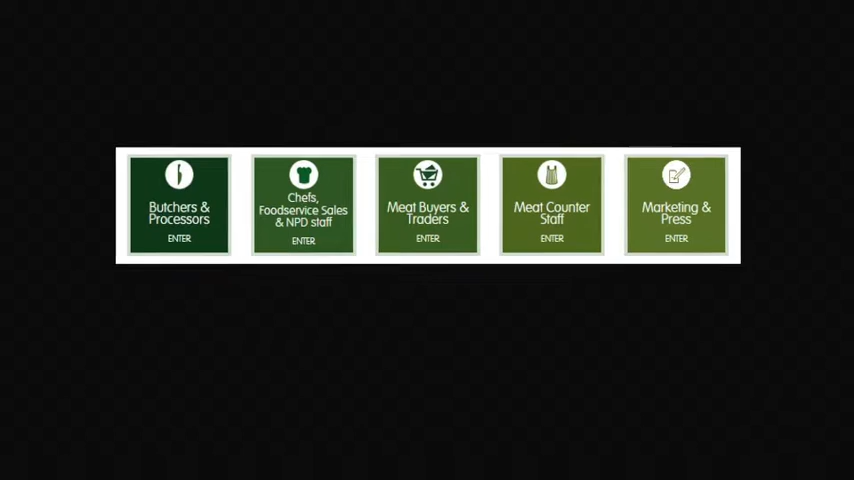 Butchers &
Processors
ENTER
Chefs,
Foodservice Sales
& NPD staff
ENTER
Meat Buyers &
Traders
ENTER
Meat Counter
Staff
ENTER
Marketing &
Press
ENTER